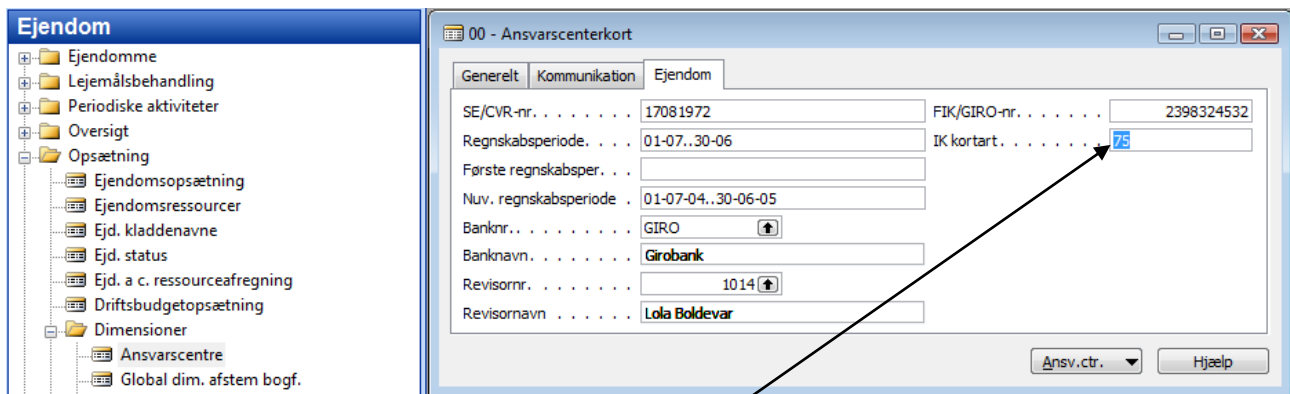 Ejendom
Ejendomme
Lejemålsbehandling
Periodiske aktiviteter
Oversigt
Opsætning
Ejendomsopsætning
Ejendomsressourcer
Ejd. kladdenavne
Ejd. status
Ejd. a c. ressourceafregning
Driftsbudgetopsætning
Dimensioner
Ansvarscentre
Global dim. afstem bogf.
00 - Ansvarscenterkort
Generelt Kommunikation Ejendom
SE/CVR-nr. . . . . . . . 17081972 FIK/GIRO-nr. . . . . . . 2398324532
Regnskabsperiode. . . . 01-07..30-06 IK kortart. . . . . . . . 75
Første regnskabsper. . .
Nuv. regnskabsperiode . 01-07-04..30-06-05
Banknr.. . . . . . . . . . GIRO
Banknavn. . . . . . . . . Girobank
Revisornr. . . . . . . . . 1014
Revisornavn . . . . . . Lola Boldevar
Ansv.ctr. Hjælp